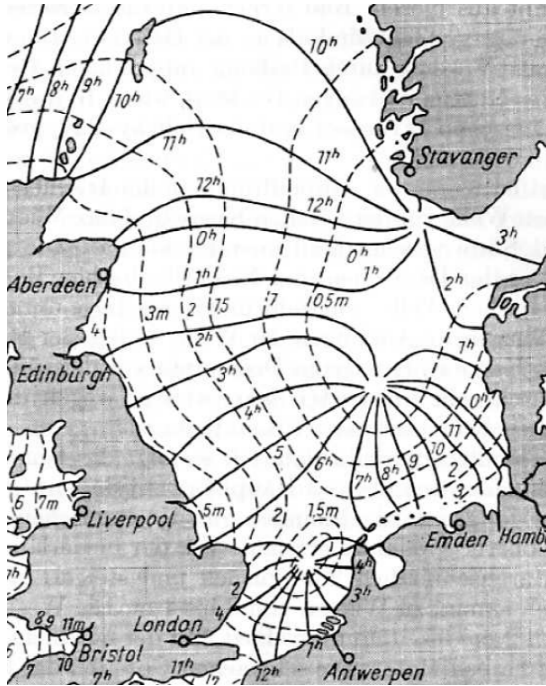 10h
7h 8h 9h 10h
11h 11h
Stavanger
12h 12h
3h
0h 0h
1h 1h 2h
Aberdeen
4 3m 2 1,5 1 0,5m
2h 1h
Edinburgh
3h
4h 0h
11
10
5 6h 7h 8h 9 2
3
6 7m
Liverpool
5m 2 1,5m
Emden Hamb
4h
2 3h
4
London
8 9 11m
Bristol
10
6
7
11h 12h 1h
7h
Antwerpen